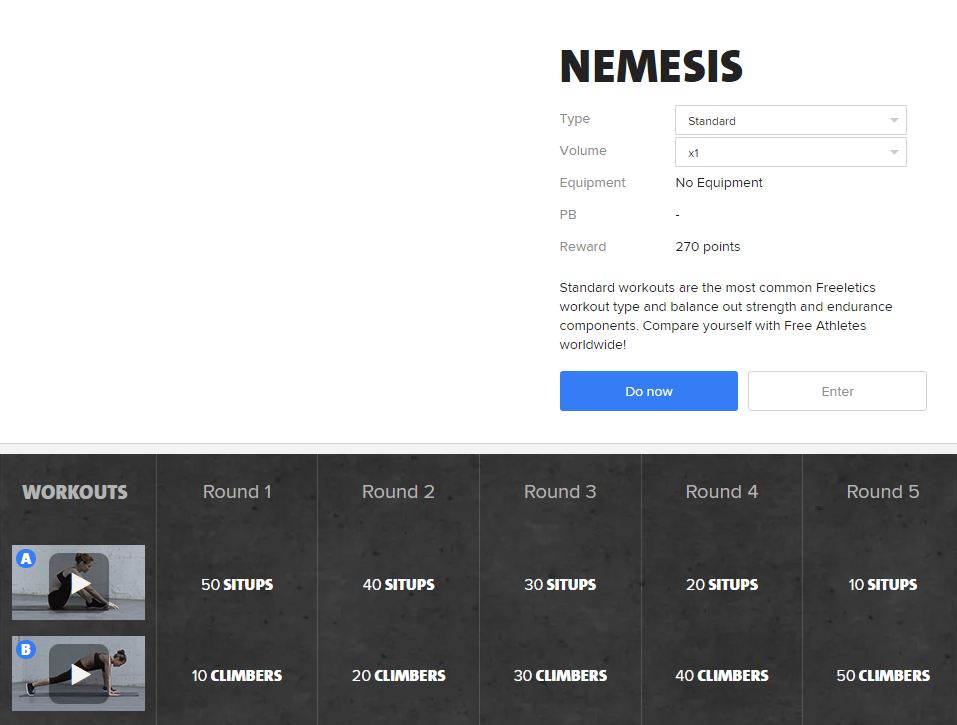 NEMESIS
Type Standard
Volume x1
Equipment No Equipment
PB -
Reward 270 points
Standard workouts are the most common Freeletics
workout type and balance out strength and endurance
components. Compare yourself with Free Athletes
worldwide!
Do now Enter
WORKOUTS Round 1 Round 2 Round 3 Round 4 Round 5
A 50 SITUPS 40 SITUPS 30 SITUPS 20 SITUPS 10 SITUPS
B 10 CLIMBERS 20 CLIMBERS 30 CLIMBERS 40 CLIMBERS 50 CLIMBERS